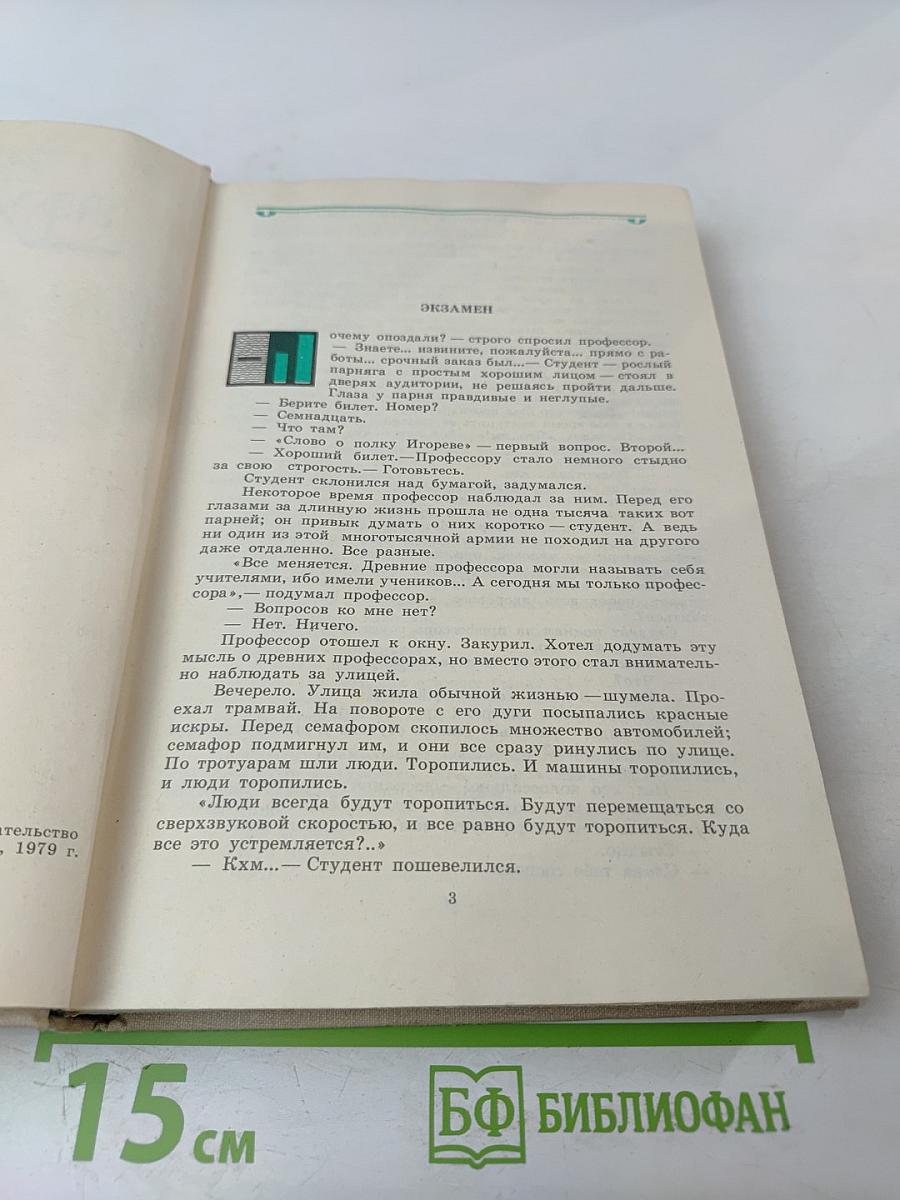 ательство
, 1979 г.
ЭКЗАМЕН
— Почему опоздали? — строго спросил профессор.
— Знаете... извините, пожалуйста... прямо с ра-
боты... срочный заказ был...— Студент — рослый
парняга с простым хорошим лицом — стоял в
дверях аудитории, не решаясь пройти дальше.
Глаза у парня правдивые и неглупые.
— Берите билет. Номер?
— Семнадцать.
— Что там?
— «Слово о полку Игореве» — первый вопрос. Второй...
— Хороший билет.— Профессору стало немного стыдно
за свою строгость.— Готовьтесь.
Студент склонился над бумагой, задумался.
Некоторое время профессор наблюдал за ним. Перед его
глазами за длинную жизнь прошла не одна тысяча таких вот
парней; он привык думать о них коротко — студент. А ведь
ни один из этой многотысячной армии не походил на другого
даже отдаленно. Все разные.
«Все меняется. Древние профессора могли называть себя
учителями, ибо имели учеников... А сегодня мы только профес-
сора»,— подумал профессор.
— Вопросов ко мне нет?
— Нет. Ничего.
Профессор отошел к окну. Закурил. Хотел додумать эту
мысль о древних профессорах, но вместо этого стал вниматель-
но наблюдать за улицей.
Вечерело. Улица жила обычной жизнью — шумела. Про-
ехал трамвай. На повороте с его дуги посыпались красные
искры. Перед семафором скопилось множество автомобилей;
семафор подмигнул им, и они все сразу ринулись по улице.
По тротуарам шли люди. Торопились. И машины торопились,
и люди торопились.
«Люди всегда будут торопиться. Будут перемещаться со
сверхзвуковой скоростью, и все равно будут торопиться. Куда
все это устремляется?..»
— Кхм...— Студент пошевелился.
3
15 см
БФ БИБЛИОФАН